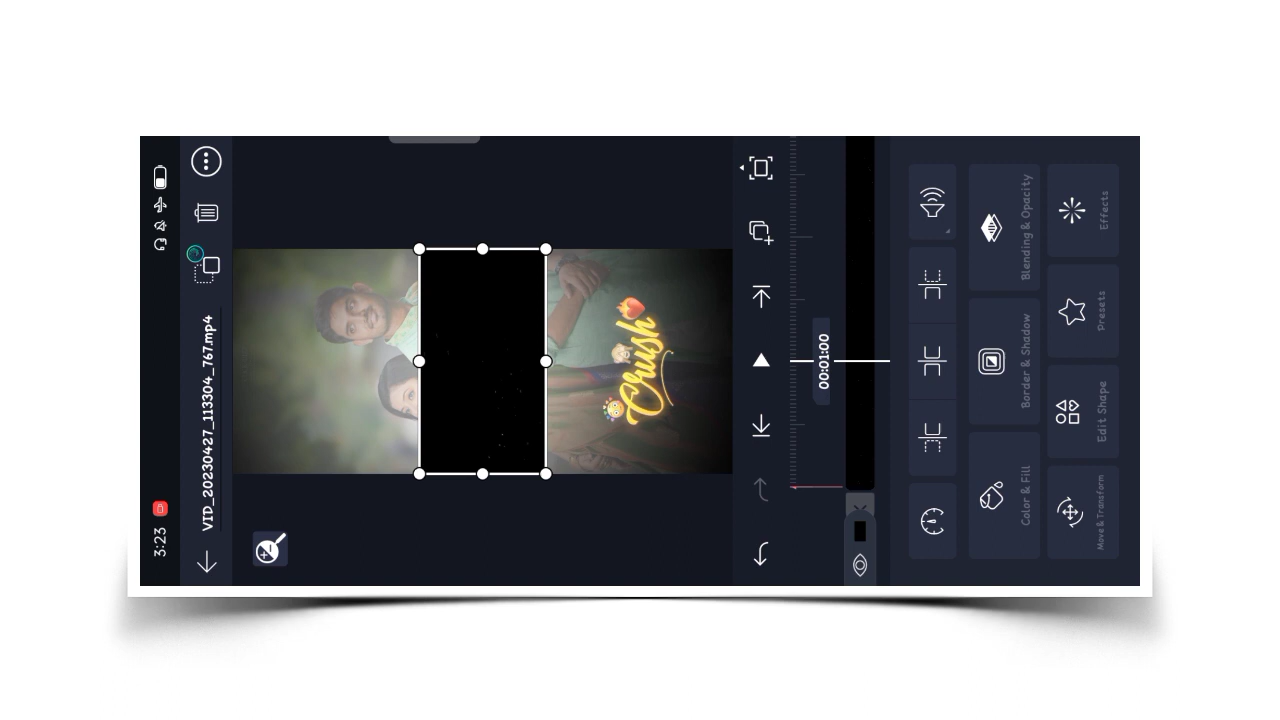 3:23
VID_20230427_113304_767.mp4
Crush
00:01:00
Color & Fill
Border & Shadow
Blending & Opacity
Move & Transform
Edit Shape
Presets
Effects